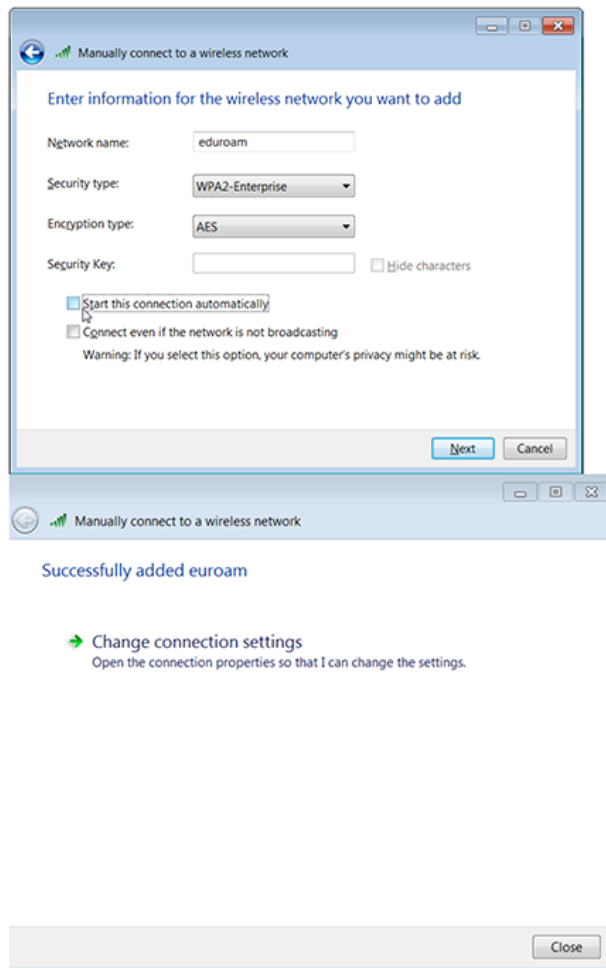 Manually connect to a wireless network
Enter information for the wireless network you want to add
Network name: eduroam
Security type: WPA2-Enterprise
Encryption type: AES
Security Key: Hide characters
Start this connection automatically
Connect even if the network is not broadcasting
Warning: If you select this option, your computer's privacy might be at risk.
Next Cancel
Manually connect to a wireless network
Successfully added euroam
Change connection settings
Open the connection properties so that I can change the settings.
Close